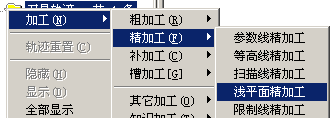 加工(N)
轨迹重置(C)
隐藏(H)
显示(D)
全部显示
粗加工(R)
精加工(F)
补加工(C)
槽加工[G]
其它加工(O)
参数线精加工
等高线精加工
扫描线精加工
浅平面精加工
限制线精加工